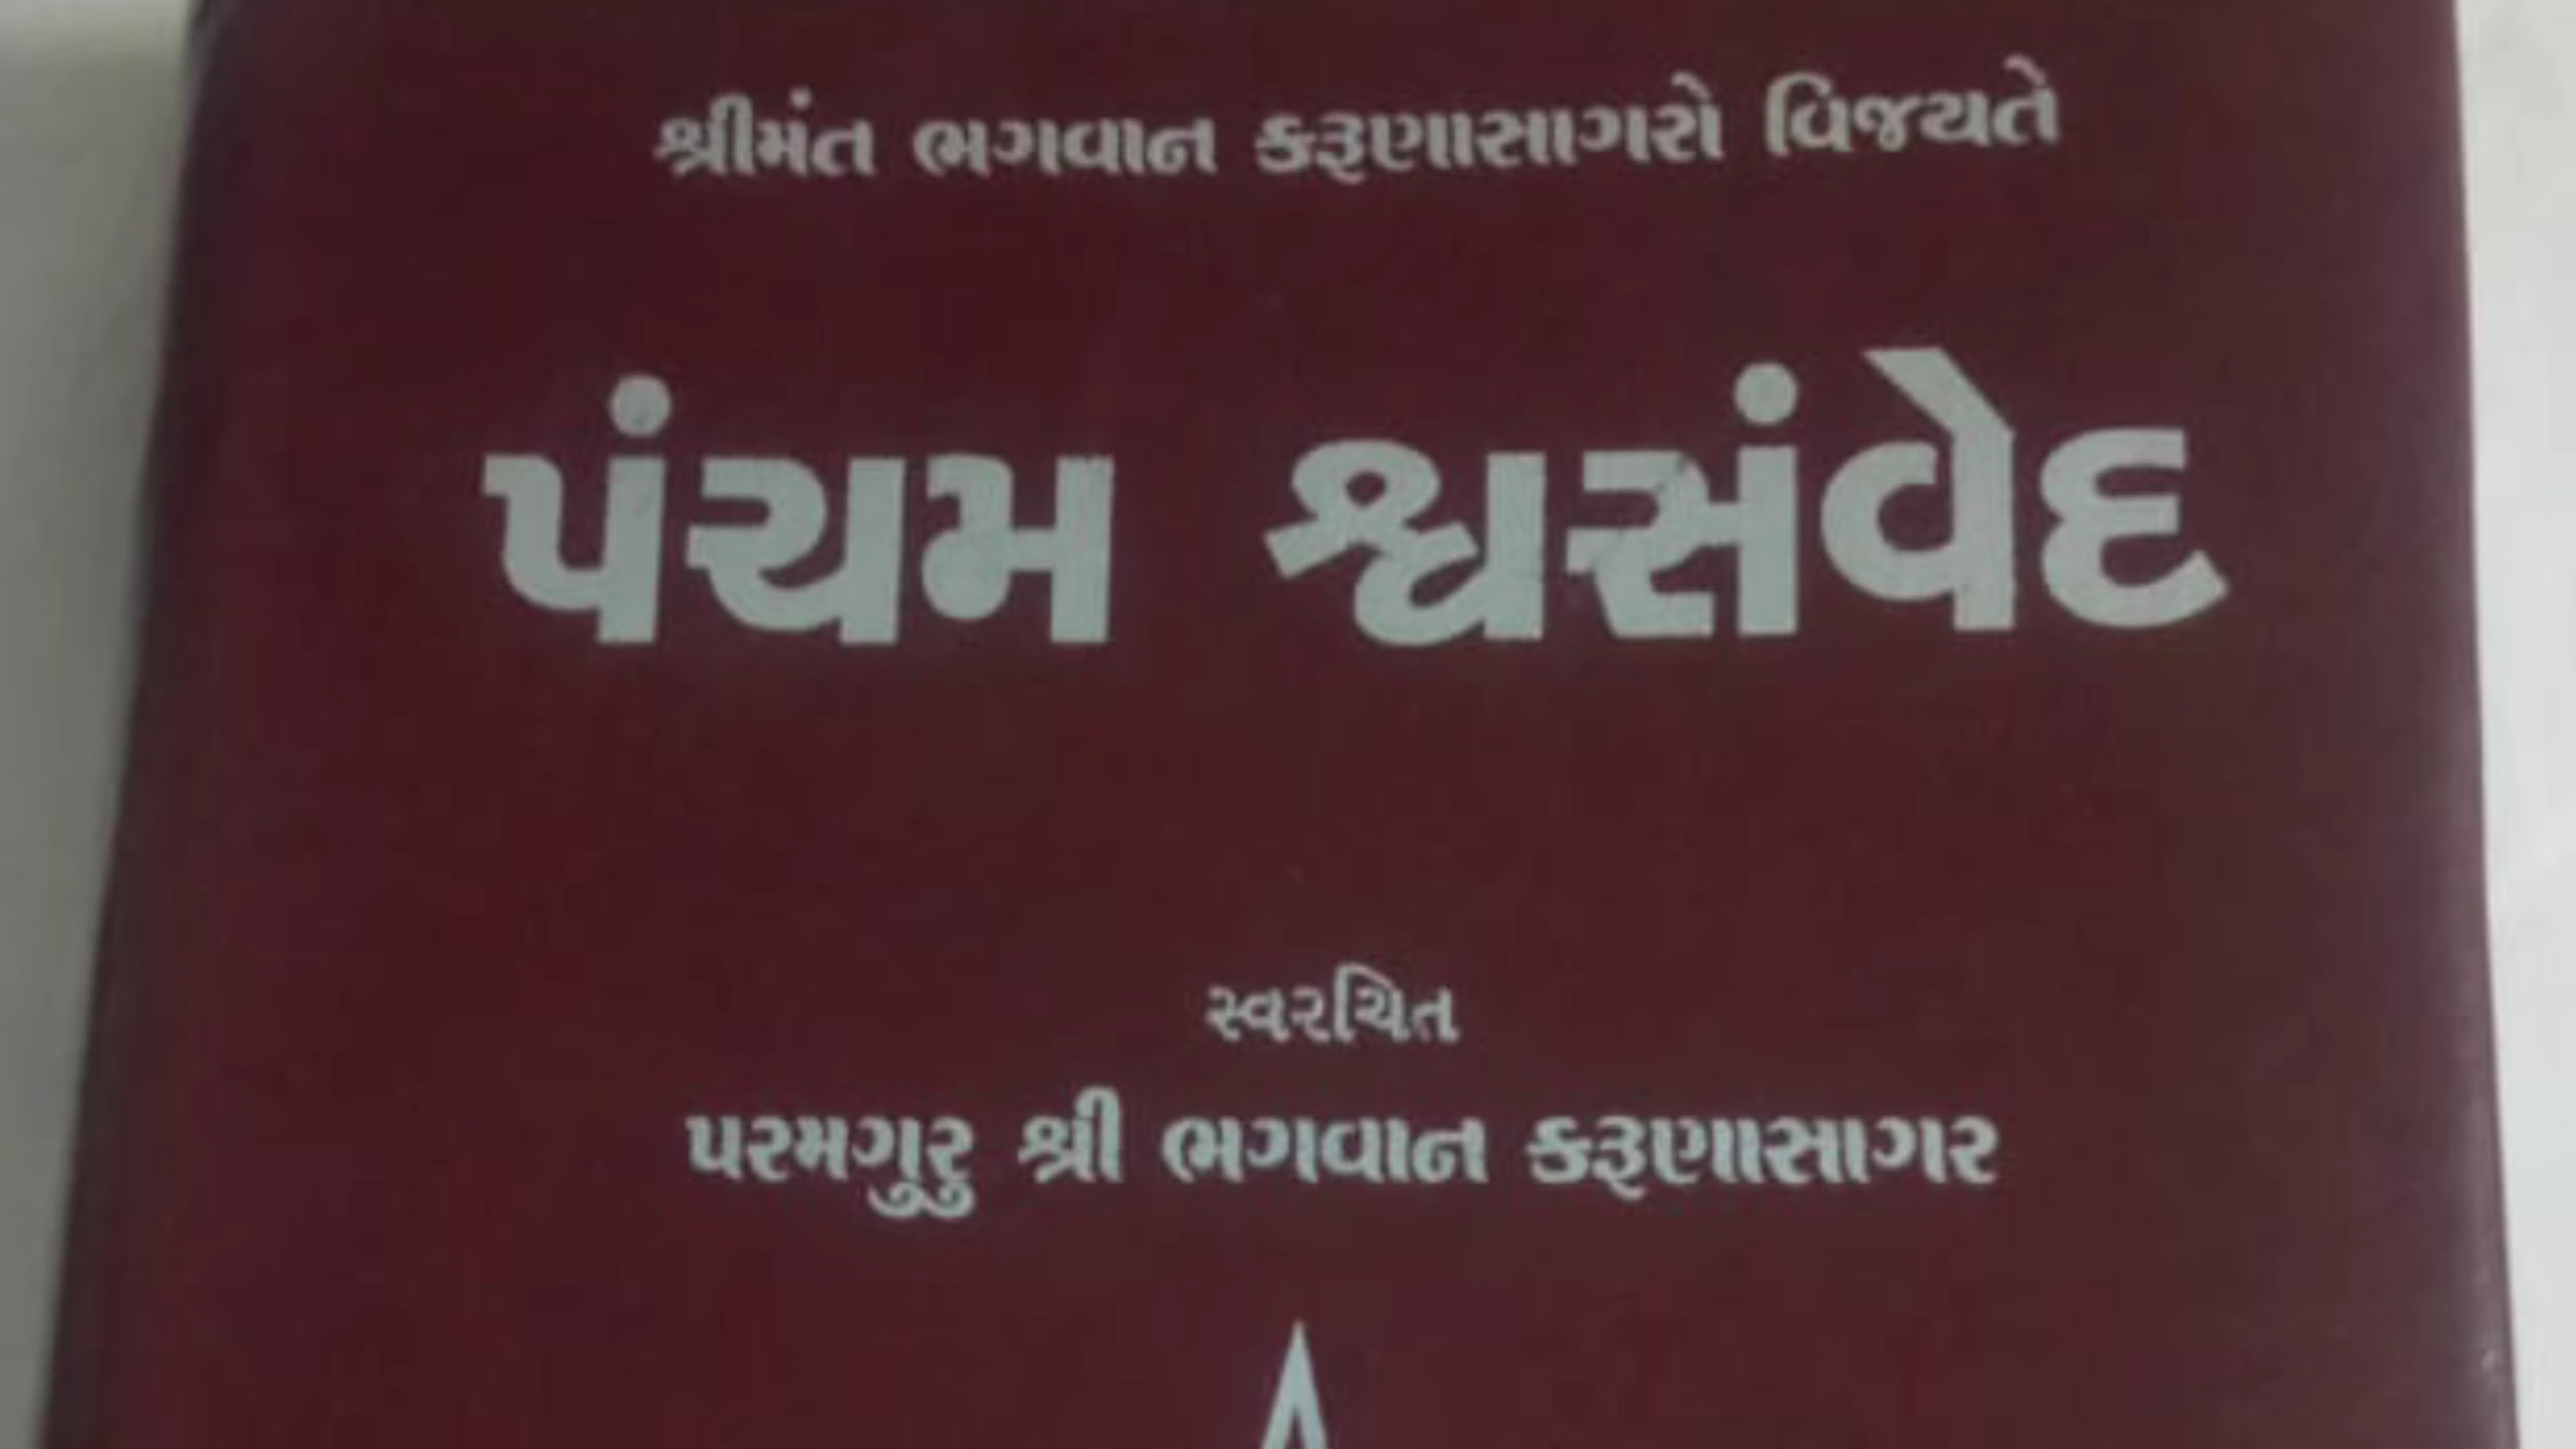 શ્રીમંત ભગવાન કરૂણાસાગરો વિજયતે
પંચમ શ્વસંવેદ
સ્વરચિત
પરમગુરુ શ્રી ભગવાન કરૂણાસાગર